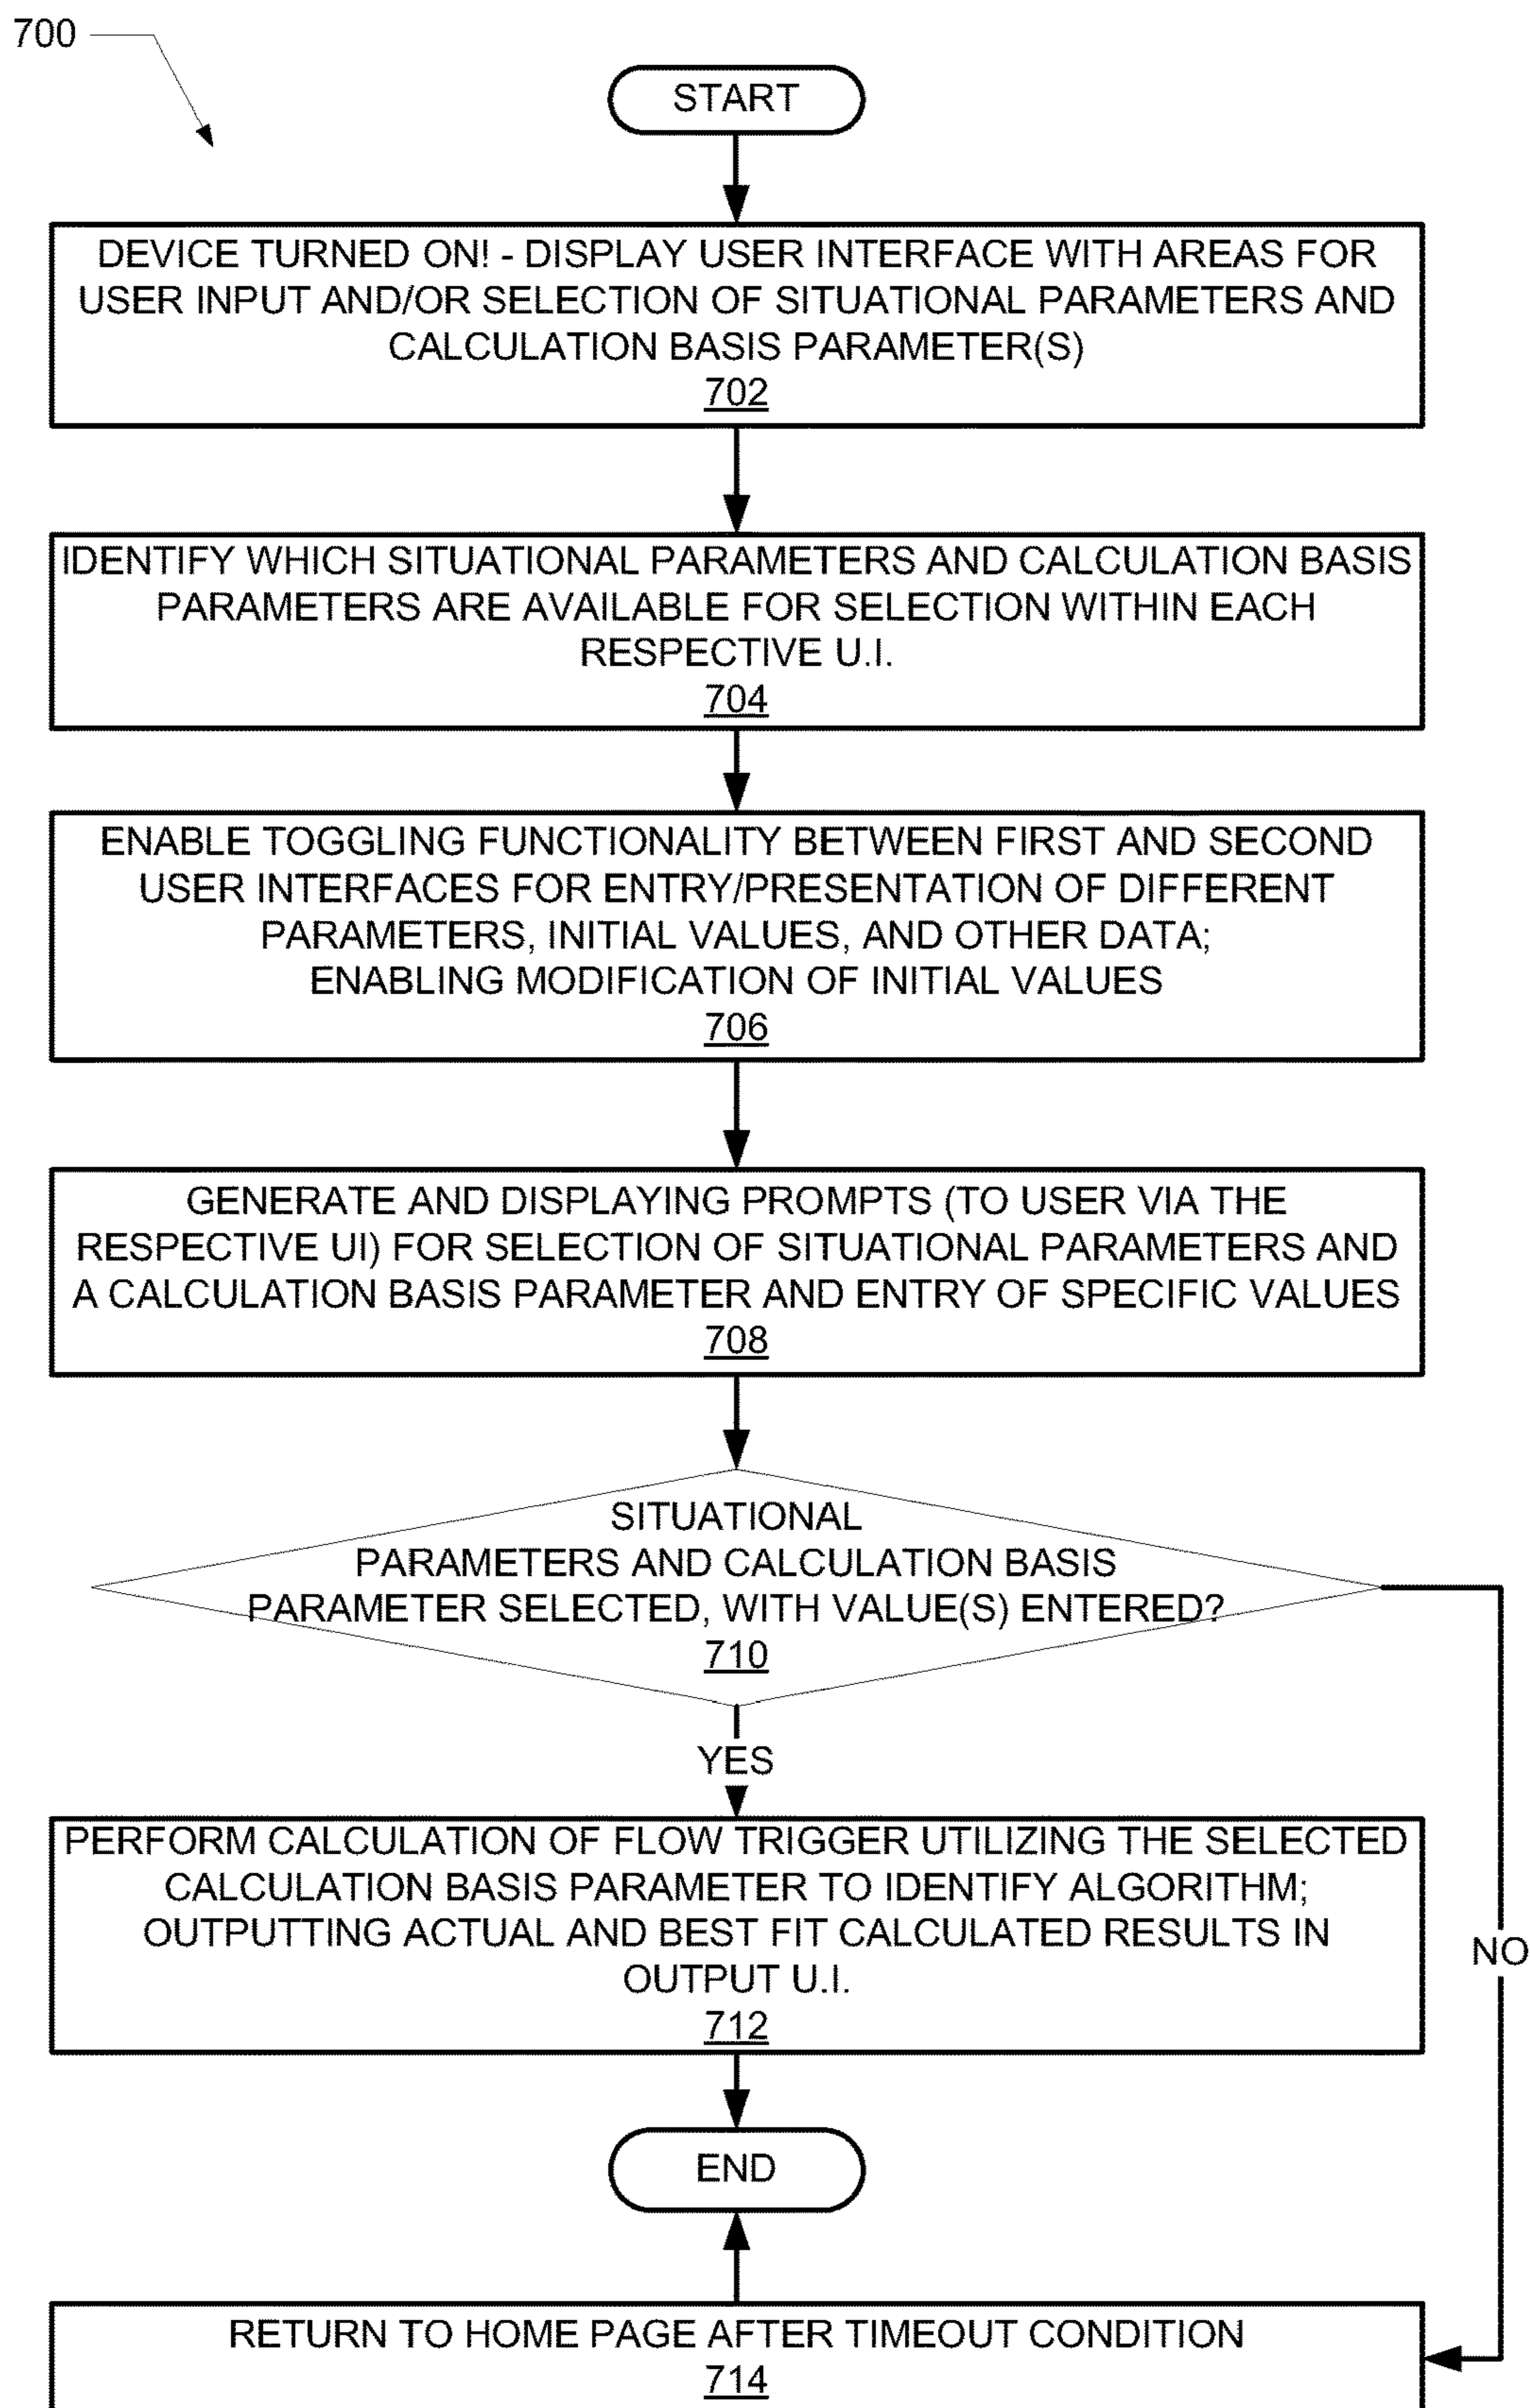 700
START
DEVICE TURNED ON! - DISPLAY USER INTERFACE WITH AREAS FOR
USER INPUT AND/OR SELECTION OF SITUATIONAL PARAMETERS AND
CALCULATION BASIS PARAMETER(S)
702
IDENTIFY WHICH SITUATIONAL PARAMETERS AND CALCULATION BASIS
PARAMETERS ARE AVAILABLE FOR SELECTION WITHIN EACH
RESPECTIVE U.I.
704
ENABLE TOGGLING FUNCTIONALITY BETWEEN FIRST AND SECOND
USER INTERFACES FOR ENTRY/PRESENTATION OF DIFFERENT
PARAMETERS, INITIAL VALUES, AND OTHER DATA;
ENABLING MODIFICATION OF INITIAL VALUES
706
GENERATE AND DISPLAYING PROMPTS (TO USER VIA THE
RESPECTIVE UI) FOR SELECTION OF SITUATIONAL PARAMETERS AND
A CALCULATION BASIS PARAMETER AND ENTRY OF SPECIFIC VALUES
708
SITUATIONAL
PARAMETERS AND CALCULATION BASIS
PARAMETER SELECTED, WITH VALUE(S) ENTERED?
710
YES
PERFORM CALCULATION OF FLOW TRIGGER UTILIZING THE SELECTED
CALCULATION BASIS PARAMETER TO IDENTIFY ALGORITHM;
OUTPUTTING ACTUAL AND BEST FIT CALCULATED RESULTS IN
OUTPUT U.I.
712
NO
END
RETURN TO HOME PAGE AFTER TIMEOUT CONDITION
714